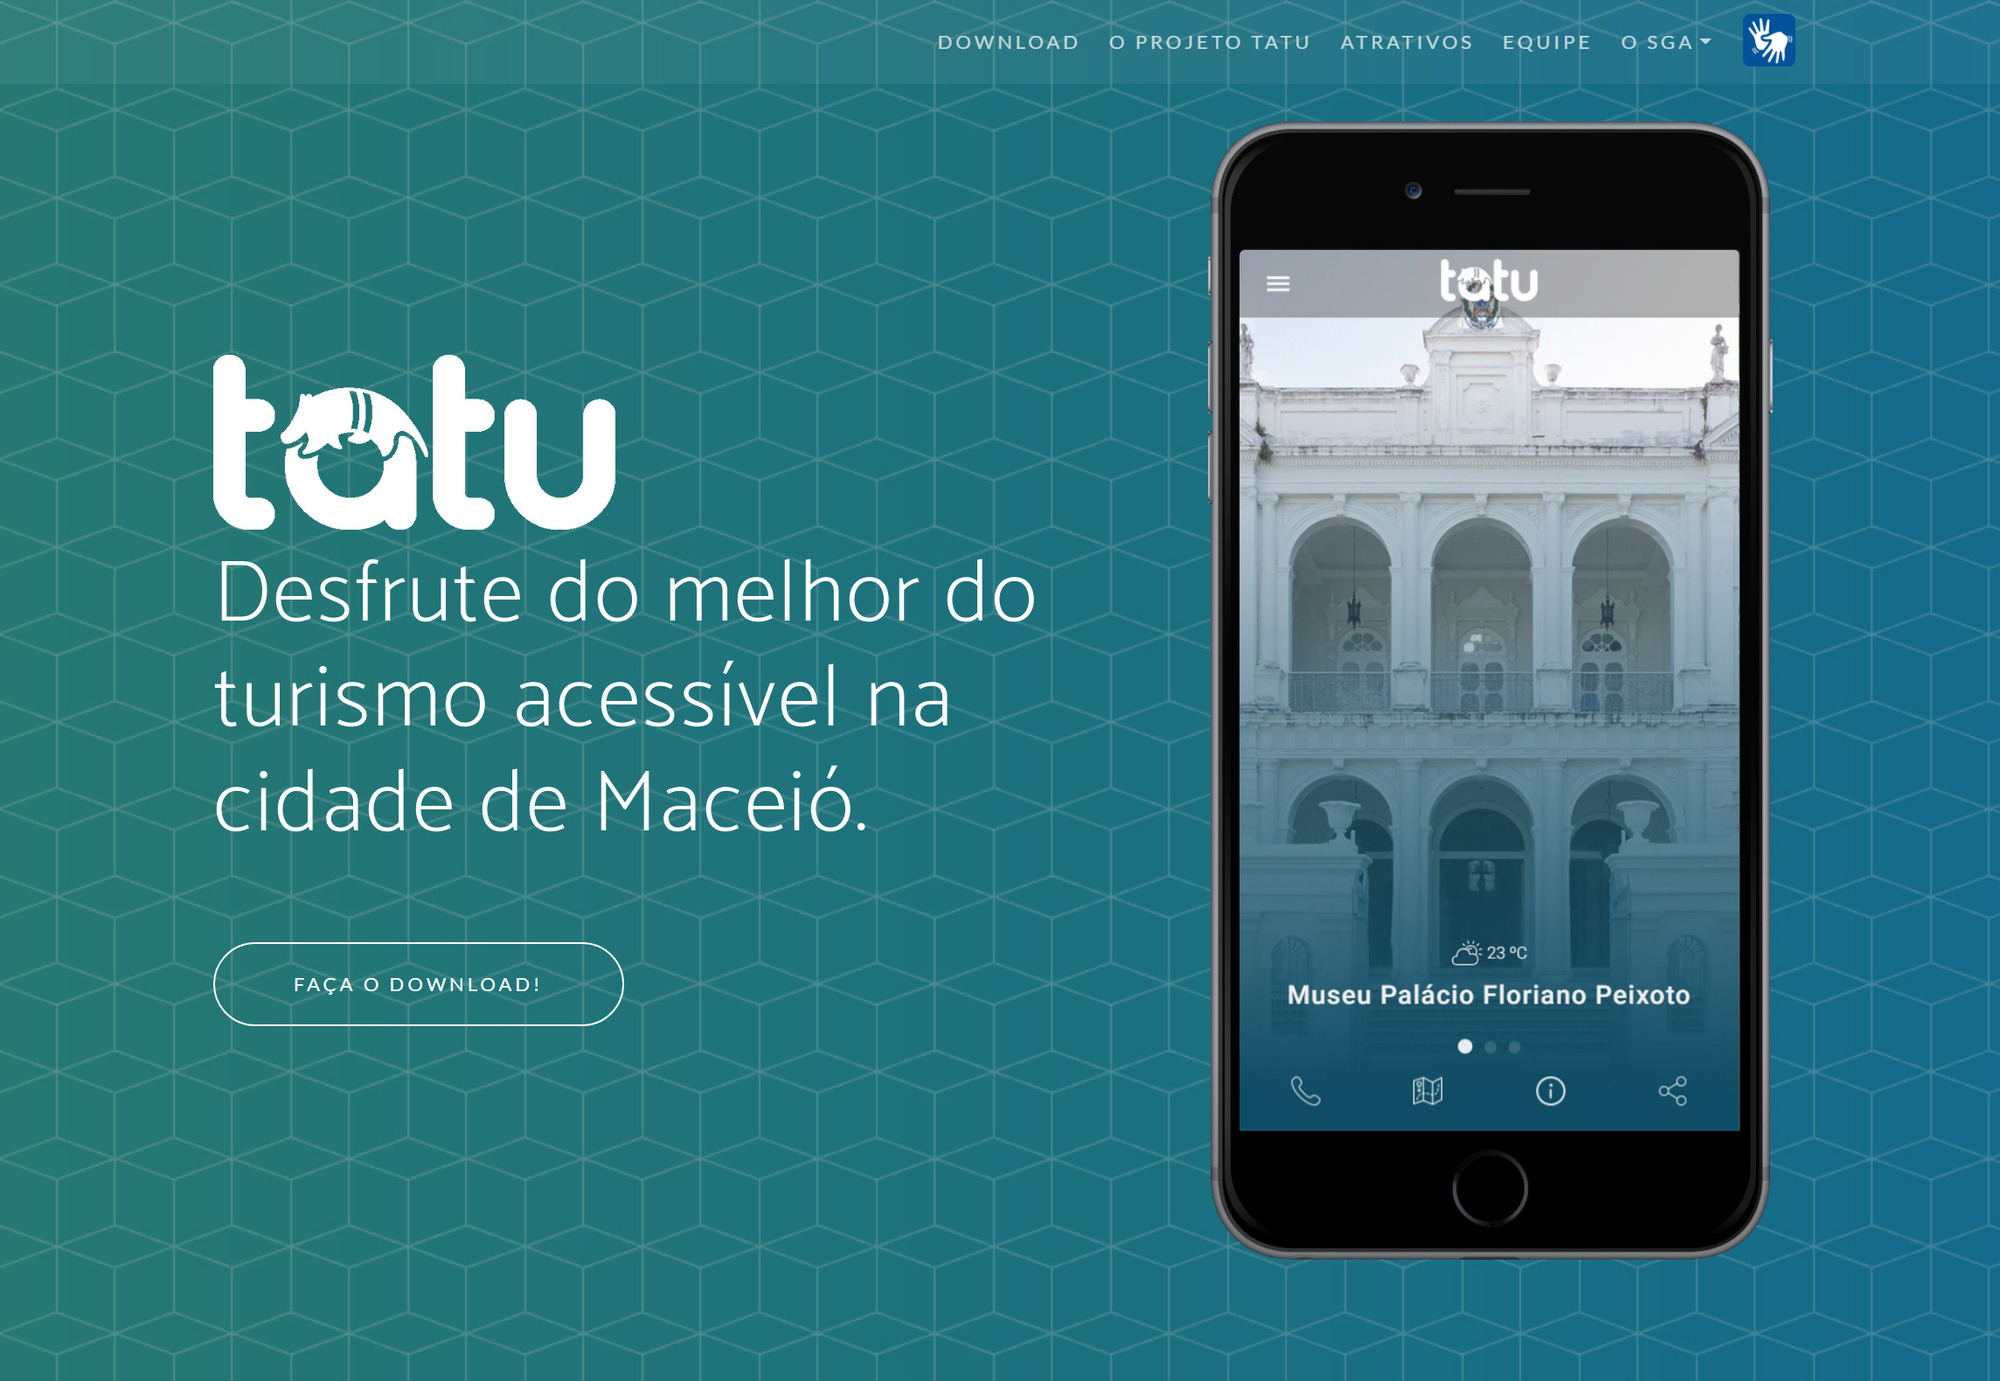 DOWNLOAD O PROJETO TATU ATRATIVOS EQUIPE O SGA
tatu
Desfrute do melhor do
turismo acessível na
cidade de Maceió.
FAÇA O DOWNLOAD!
tatu
23 ºC
Museu Palácio Floriano Peixoto